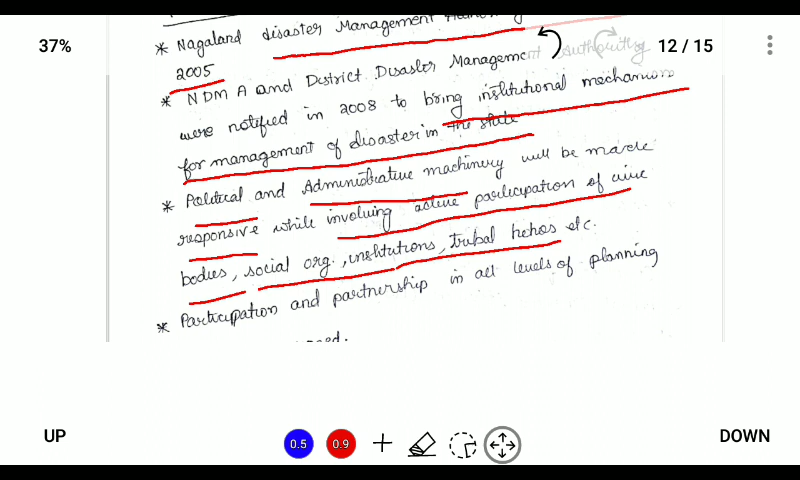 37%
12 / 15
* Nagaland disaster Management
2005
* NDMA and District Disaster Management Authority
were notified in 2008 to bring institutional mechanism
for management of disaster in the state
* Political and Administrative machinery will be made
responsive while involving active participation of civic
bodies, social org., institutions, tribal hohos etc.
* Participation and partnership in all levels of planning
UP
0.5
0.9
DOWN